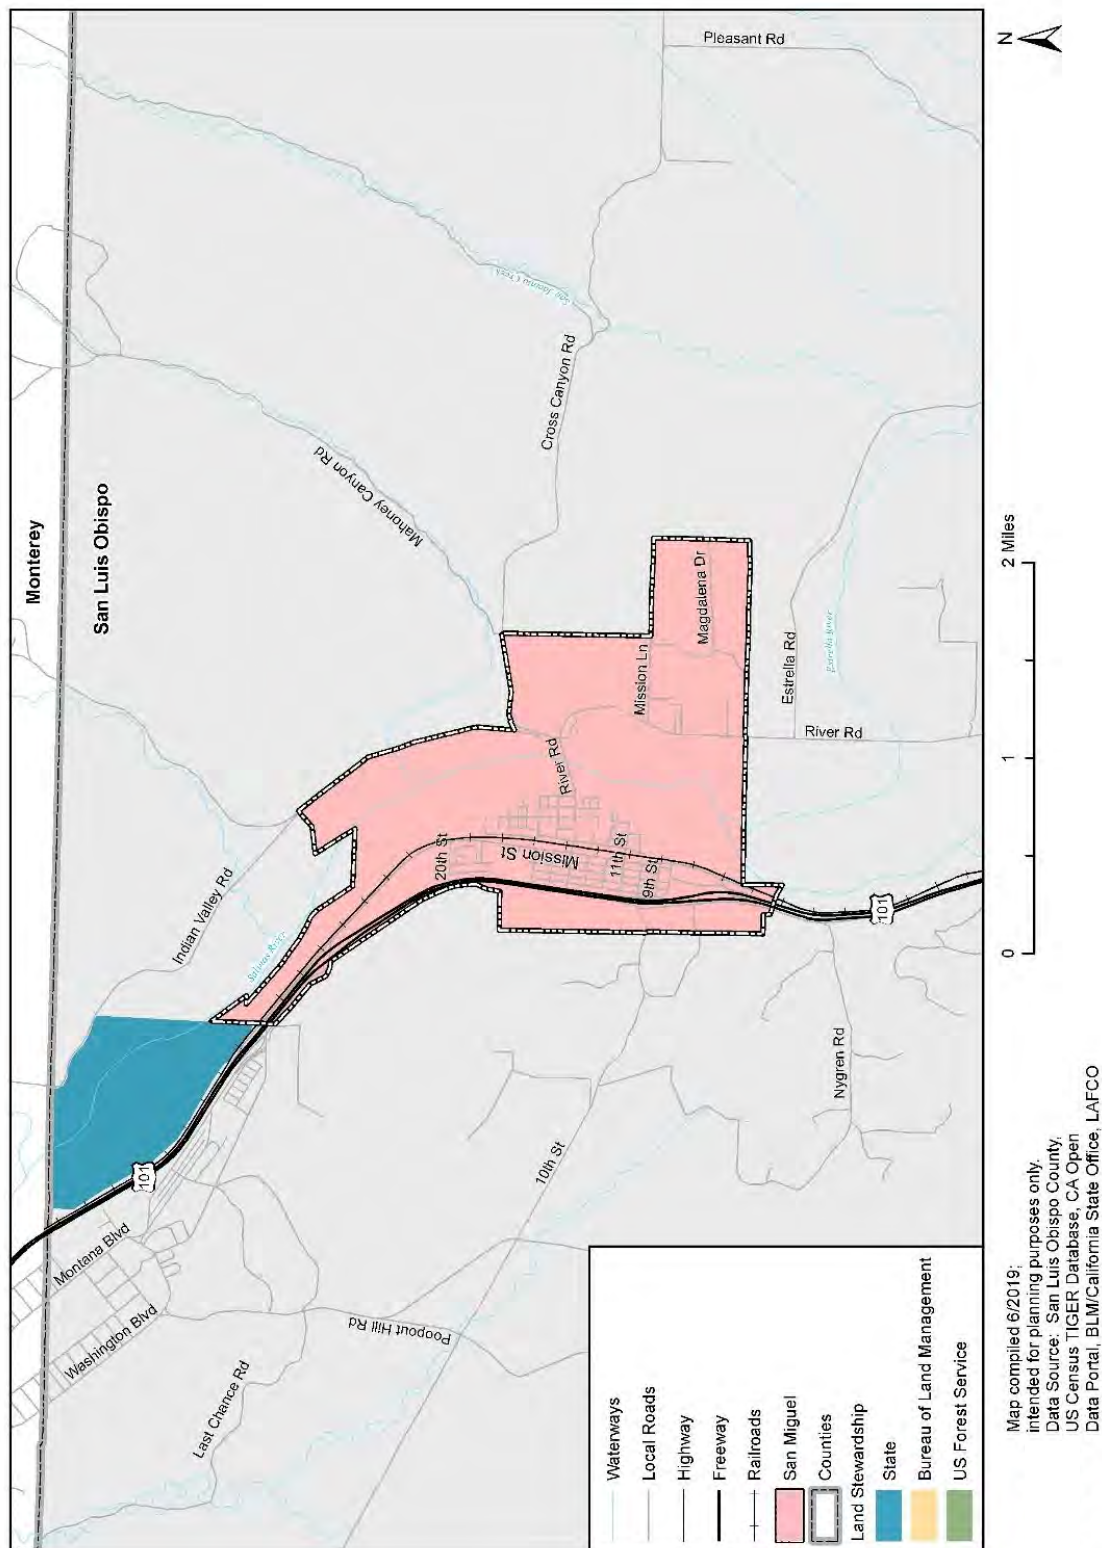 Monterey
San Luis Obispo
Pleasant Rd
Mahoney Canyon Rd
Cross Canyon Rd
Indian Valley Rd
Salinas River
101
Montana Blvd
Washington Blvd
Last Chance Rd
Poopout Hill Rd
10th St
20th St
Mission St
11th St
9th St
River Rd
Mission Ln
Magdalena Dr
Estrella Rd
Estrella River
River Rd
101
Nygren Rd
N
0 1 2 Miles
Waterways
Local Roads
Highway
Freeway
Railroads
San Miguel
Counties
Land Stewardship
State
Bureau of Land Management
US Forest Service
Map compiled 6/2019;
intended for planning purposes only.
Data Source: San Luis Obispo County,
US Census TIGER Database, CA Open
Data Portal, BLM/California State Office, LAFCO